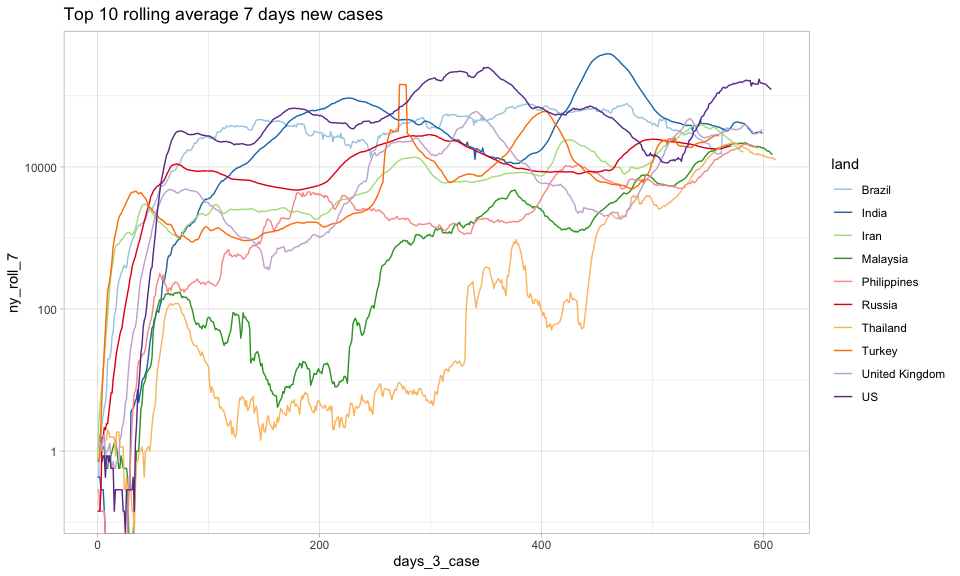 Top 10 rolling average 7 days new cases
ny_roll_7
10000
100
1
0
200
400
600
days_3_case
land
Brazil
India
Iran
Malaysia
Philippines
Russia
Thailand
Turkey
United Kingdom
US